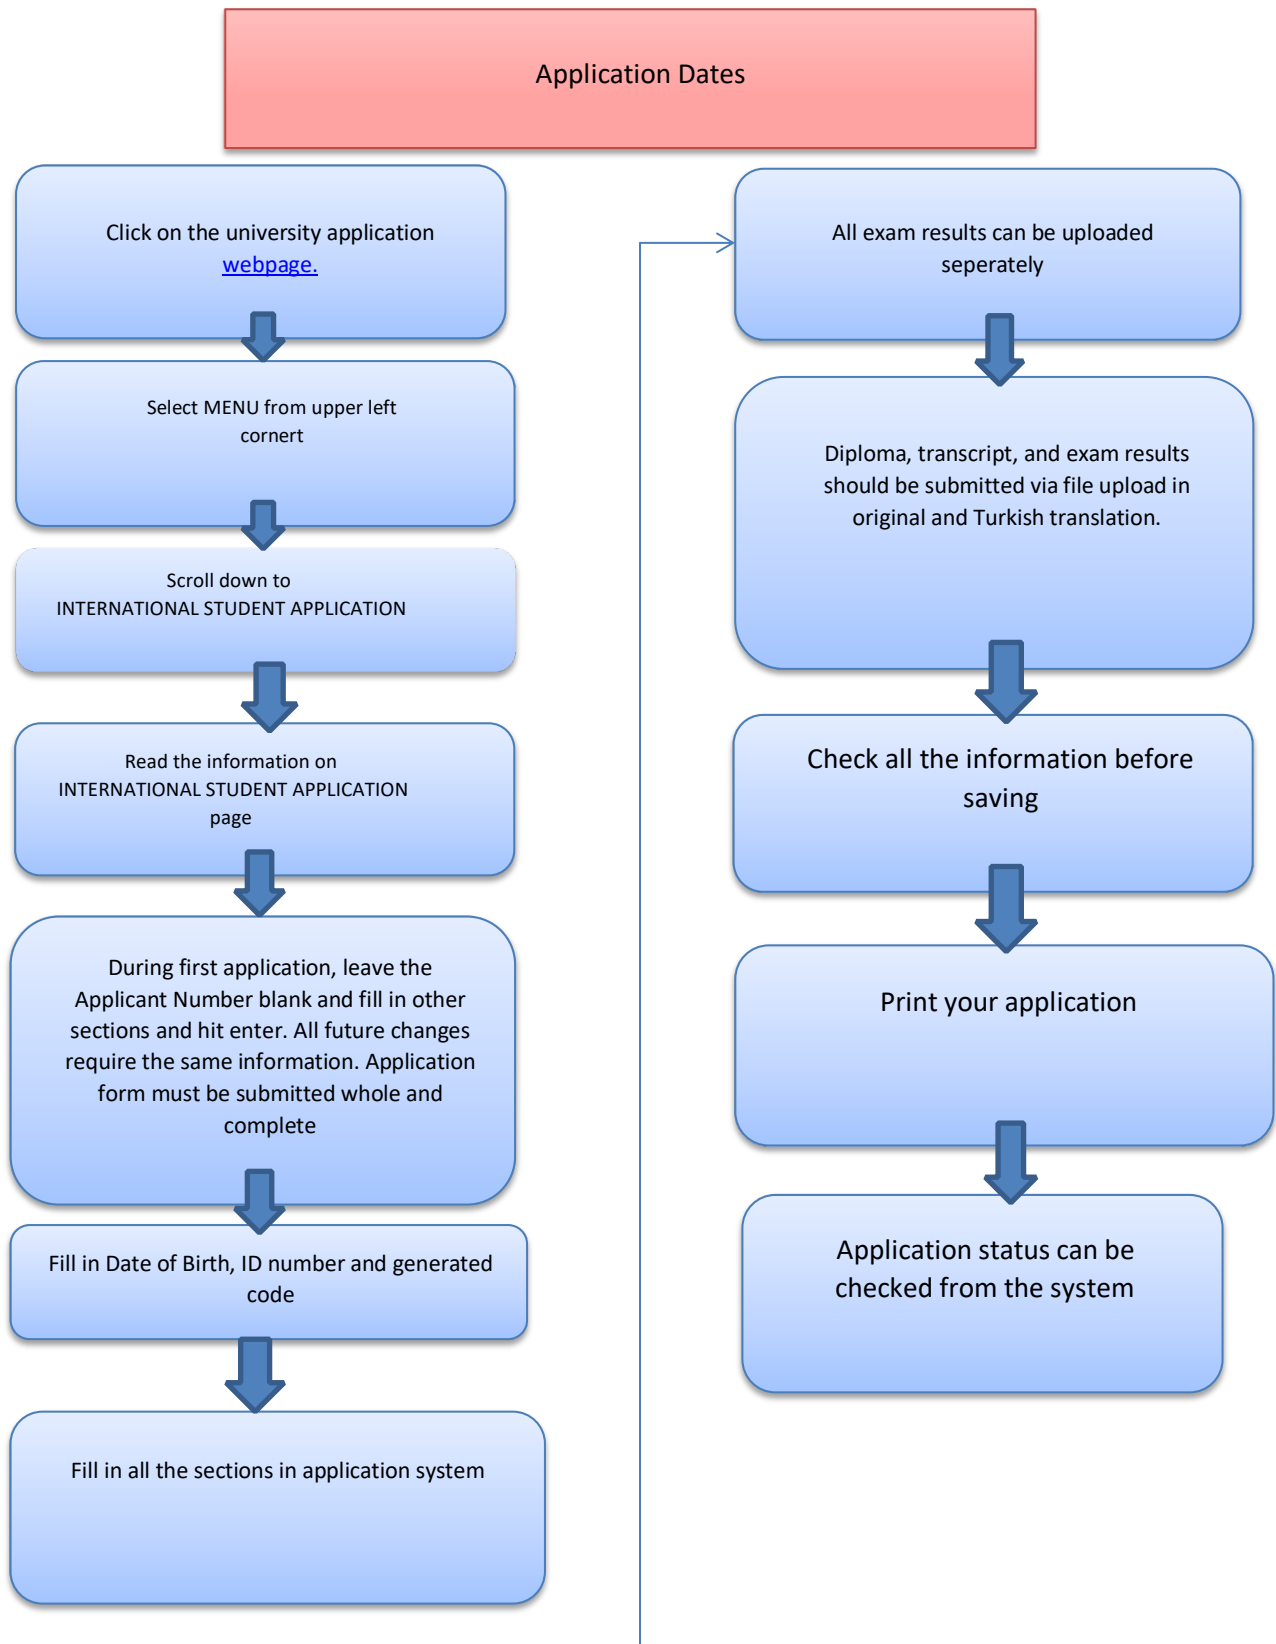 Application Dates
Click on the university application
webpage.
Select MENU from upper left
cornert
Scroll down to
INTERNATIONAL STUDENT APPLICATION
Read the information on
INTERNATIONAL STUDENT APPLICATION
page
During first application, leave the
Applicant Number blank and fill in other
sections and hit enter. All future changes
require the same information. Application
form must be submitted whole and
complete
Fill in Date of Birth, ID number and generated
code
Fill in all the sections in application system
All exam results can be uploaded
seperately
Diploma, transcript, and exam results
should be submitted via file upload in
original and Turkish translation.
Check all the information before
saving
Print your application
Application status can be
checked from the system